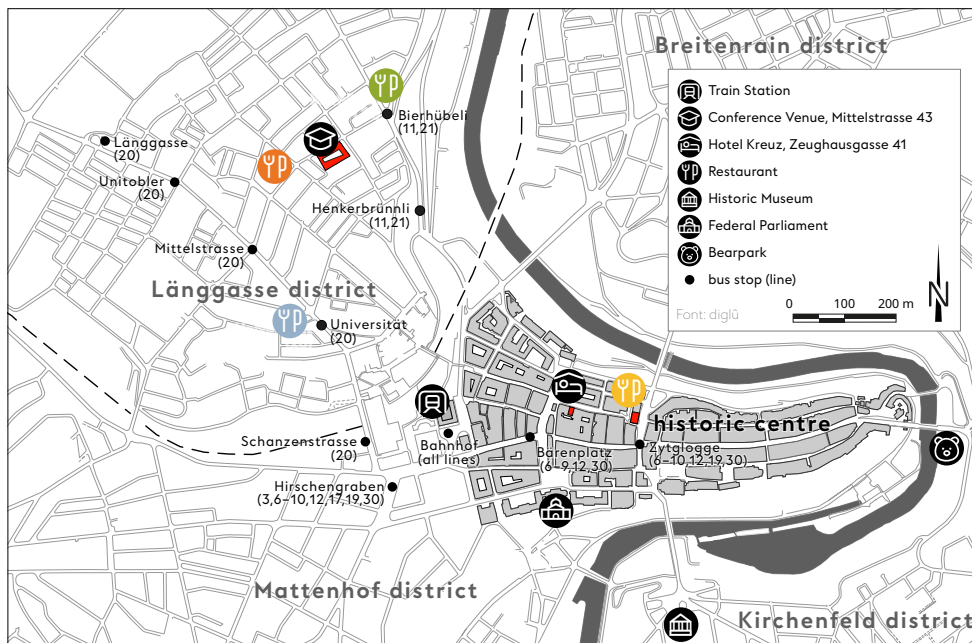 Breitenrain district
Train Station
Conference Venue, Mittelstrasse 43
Hotel Kreuz, Zeughausgasse 41
Restaurant
Historic Museum
Federal Parliament
Bearpark
bus stop (line)
0 100 200 m
N
Font: diglû
Bierhübeli
(11,21)
Länggasse
(20)
Unitobler
(20)
Henkerbrünnli
(11,21)
Mittelstrasse
(20)
Länggasse district
Universität
(20)
historic centre
Schanzenstrasse
(20)
Bahnhof
(all lines)
Bärenplatz
(6–9,12,30)
Zytglogge
(6–10,12,19,30)
Hirschengraben
(3,6–10,12,17,19,30)
Mattenhof district
Kirchenfeld district